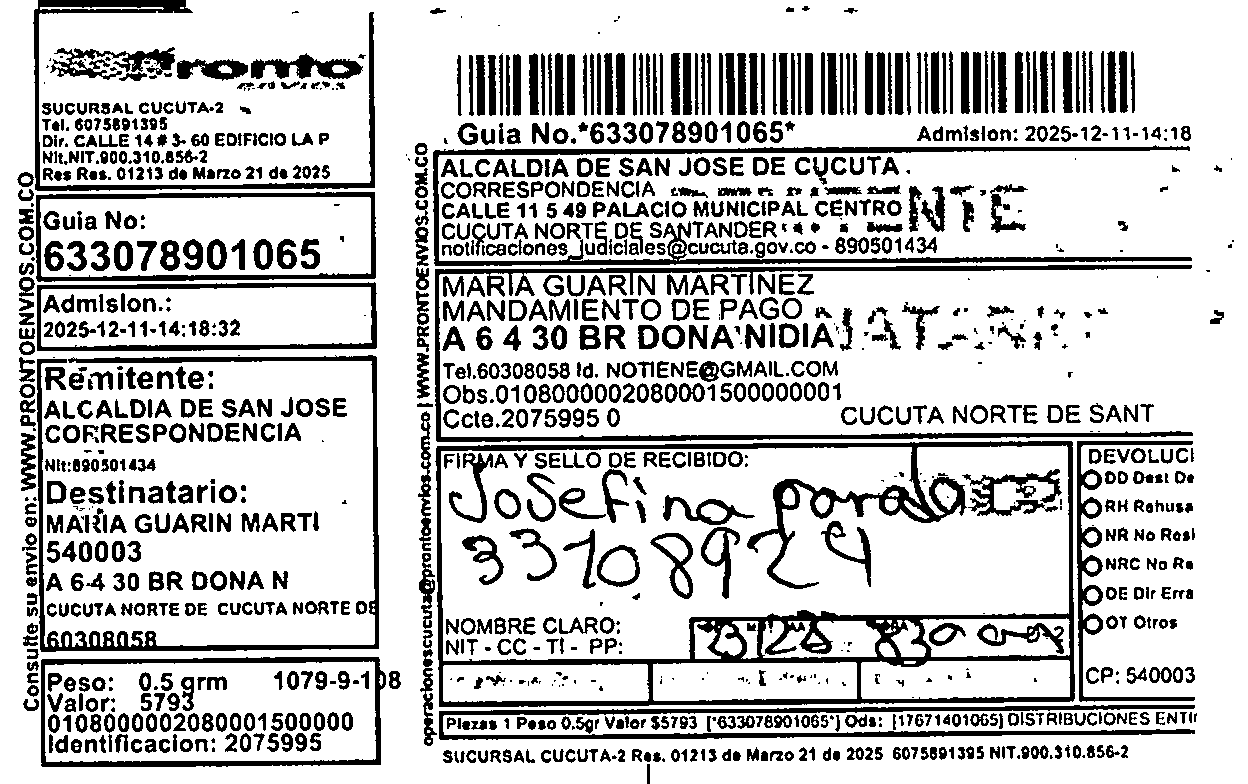 pronto
envios
SUCURSAL CUCUTA-2
Tel. 6075891395
Dir. CALLE 14 # 3- 60 EDIFICIO LA P
Nit.NIT.900.310.856-2
Res Res. 01213 de Marzo 21 de 2025
Guia No:
633078901065
Admision.:
2025-12-11-14:18:32
Remitente:
ALCALDIA DE SAN JOSE
CORRESPONDENCIA
Nit:890501434
Destinatario:
MARIA GUARIN MARTI
540003
A 6 4 30 BR DONA N
CUCUTA NORTE DE CUCUTA NORTE DE
60308058
Peso: 0.5 grm 1079-9-108
Valor: 5793
0108000002080001500000
Identificacion: 2075995
Consulte su envio en: WWW.PRONTOENVIOS.COM.CO
Guia No.*633078901065*
Admision: 2025-12-11-14:18
ALCALDIA DE SAN JOSE DE CUCUTA
CORRESPONDENCIA
CALLE 11 5 49 PALACIO MUNICIPAL CENTRO
CUCUTA NORTE DE SANTANDER
notificaciones_judiciales@cucuta.gov.co - 890501434
MARIA GUARIN MARTINEZ
MANDAMIENTO DE PAGO
A 6 4 30 BR DONA NIDIA
Tel.60308058 Id. NOTIENE@GMAIL.COM
Obs.0108000002080001500000001
Ccte.2075995 0 CUCUTA NORTE DE SANT
operacionescucuta@prontoenvios.com.co | WWW.PRONTOENVIOS.COM.CO
FIRMA Y SELLO DE RECIBIDO:
Josefina
33108924
NOMBRE CLARO:
NIT - CC - TI - PP:
DEVOLUCI
DD Dest De
RH Rehusa
NR No Resi
NRC No Re
DE Dir Erra
OT Otros
CP: 540003
Piezas 1 Peso 0.5gr Valor $5793 [*633078901065*] Ods: [17671401065] DISTRIBUCIONES ENTI
SUCURSAL CUCUTA-2 Res. 01213 de Marzo 21 de 2025 6075891395 NIT.900.310.856-2